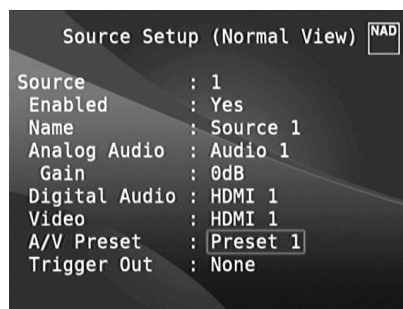 Source Setup (Normal View) NAD
Source : 1
Enabled : Yes
Name : Source 1
Analog Audio : Audio 1
Gain : 0dB
Digital Audio : HDMI 1
Video : HDMI 1
A/V Preset : Preset 1
Trigger Out : None